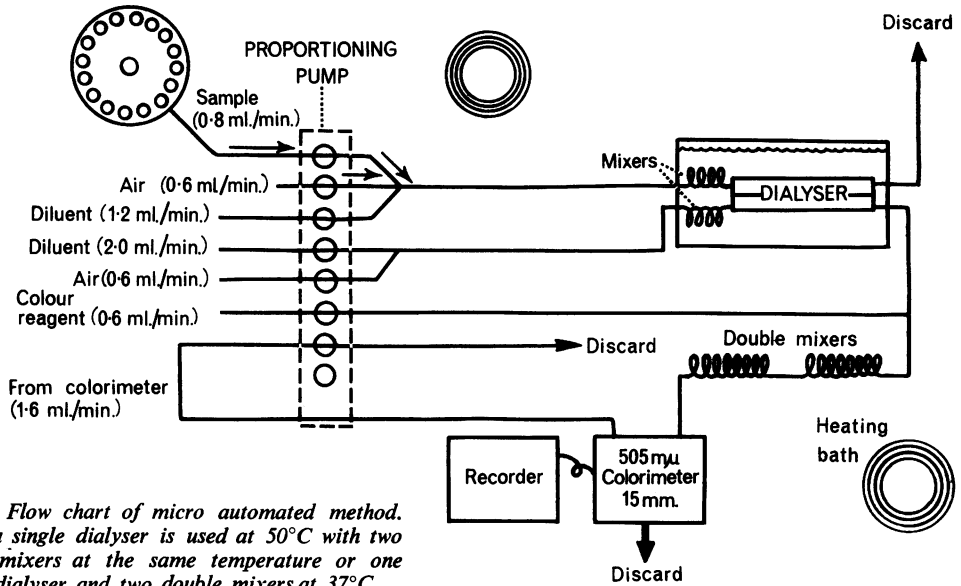 Discard
PROPORTIONING
PUMP
Sample
(0·8 ml./min.)
Air (0·6 ml./min.)
Diluent (1·2 ml./min.)
Diluent (2·0 ml./min.)
Air (0·6 ml./min.)
Colour
reagent (0·6 ml./min.)
Mixers
DIALYSER
Discard
Double mixers
From colorimeter
(1·6 ml./min.)
Heating
bath
Recorder
505 mμ
Colorimeter
15 mm.
Discard
Flow chart of micro automated method.
single dialyser is used at 50°C with two
mixers at the same temperature or one
dialyser and two double mixers at 37°C